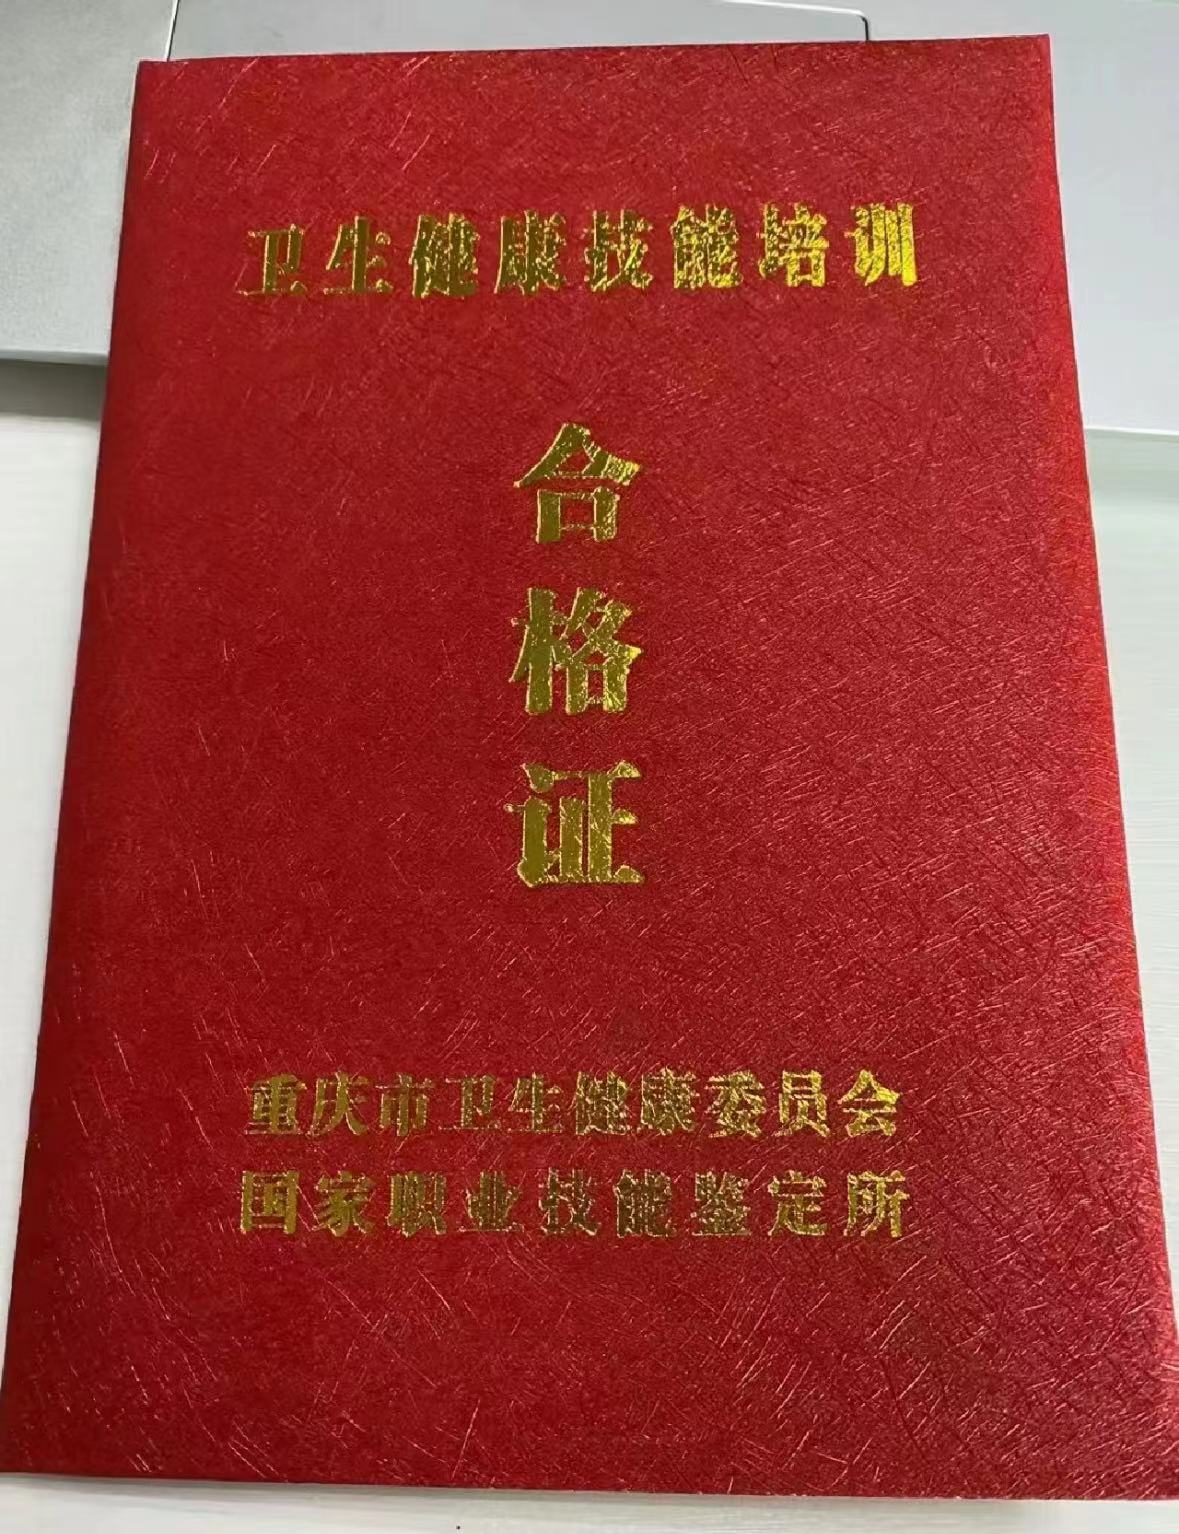 卫生健康技能培训
合格证
重庆市卫生健康委员会
国家职业技能鉴定所